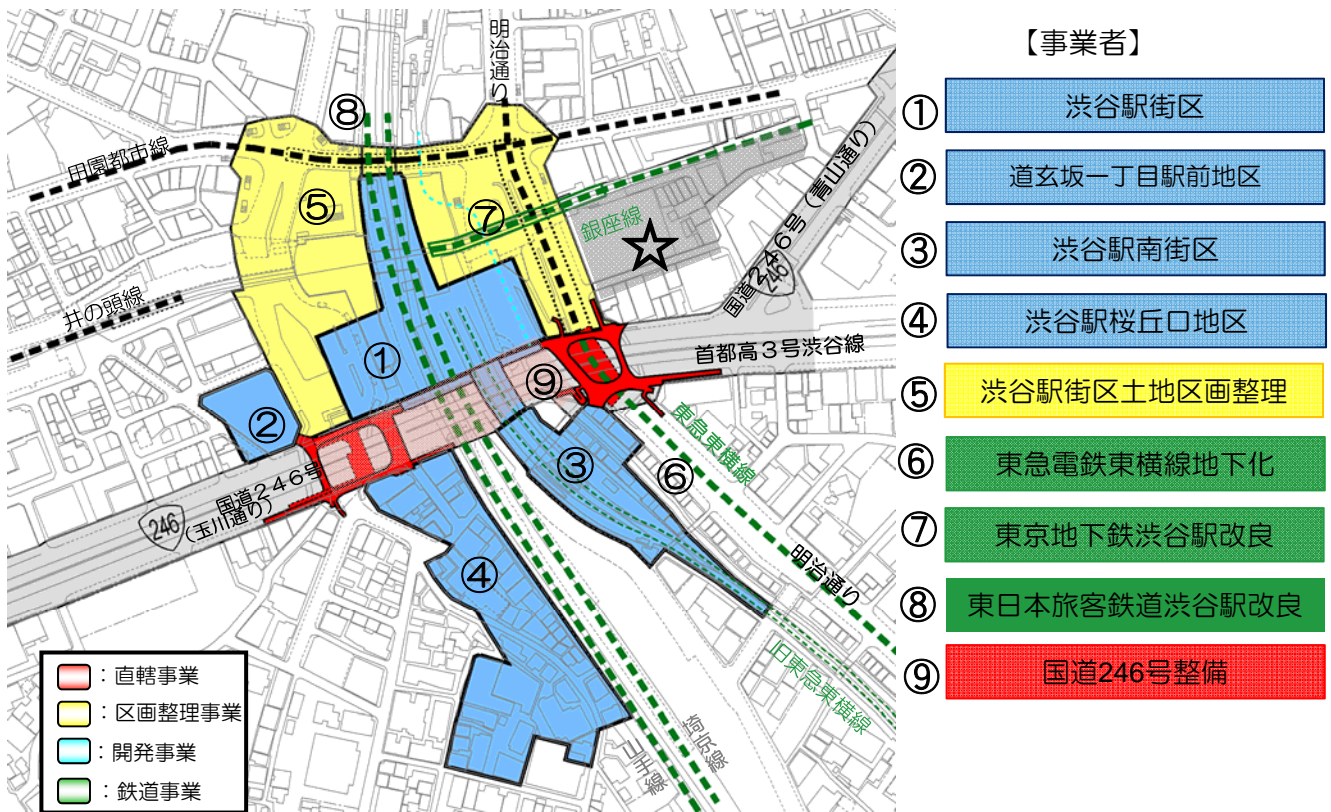 明治通り
⑧
田園都市線
⑤
⑦
銀座線
国道246号(青山通り)
246
井の頭線
①
首都高3号渋谷線
⑨
②
東急東横線
③
⑥
国道246号
(玉川通り)
246
明治通り
④
旧東急東横線
山手線
埼京線
:直轄事業
:区画整理事業
:開発事業
:鉄道事業
【事業者】
① 渋谷駅街区
② 道玄坂一丁目駅前地区
③ 渋谷駅南街区
④ 渋谷駅桜丘口地区
⑤ 渋谷駅街区土地区画整理
⑥ 東急電鉄東横線地下化
⑦ 東京地下鉄渋谷駅改良
⑧ 東日本旅客鉄道渋谷駅改良
⑨ 国道246号整備